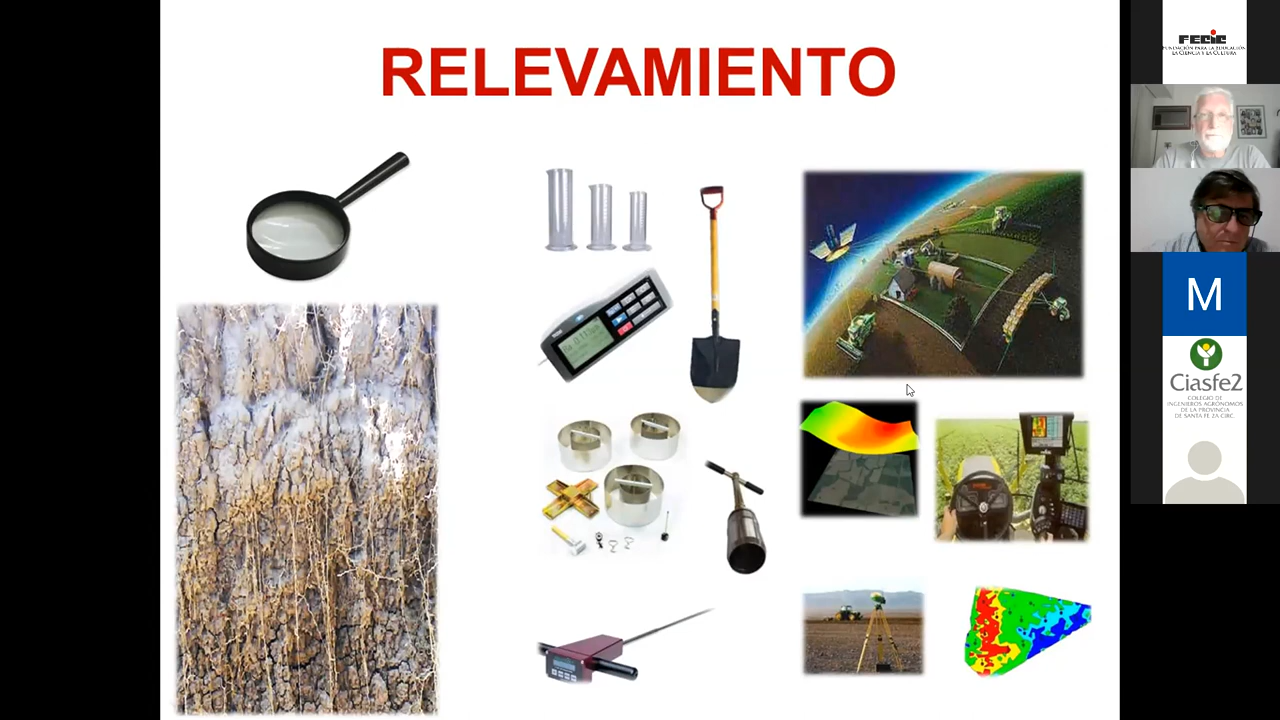 RELEVAMIENTO
FECIC
FUNDACIÓN PARA LA EDUCACIÓN
LA CIENCIA Y LA CULTURA
M
Ciasfe2
COLEGIO DE
INGENIEROS AGRÓNOMOS
DE LA PROVINCIA
DE SANTA FE 2A CIRC.